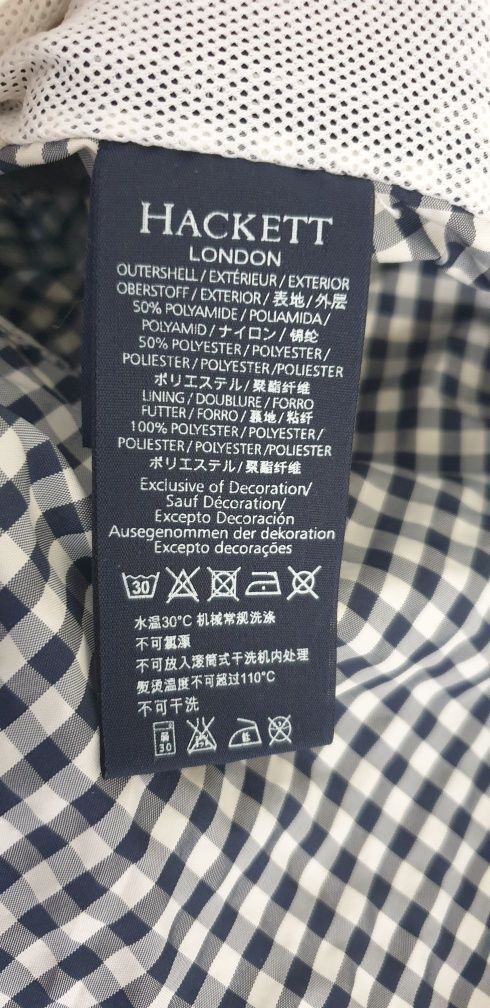 HACKETT
LONDON
OUTERSHELL / EXTÉRIEUR / EXTERIOR
OBERSTOFF / EXTERIOR / 表地 / 外层
50% POLYAMIDE / POLIAMIDA /
POLYAMID / ナイロン / 锦纶
50% POLYESTER / POLYESTER /
POLIESTER / POLYESTER /POLIESTER
ポリエステル / 聚酯纤维
LINING / DOUBLURE / FORRO
FUTTER / FORRO / 裏地 / 粘纤
100% POLYESTER / POLYESTER /
POLIESTER / POLYESTER /POLIESTER
ポリエステル / 聚酯纤维
Exclusive of Decoration/
Sauf Décoration/
Excepto Decoración
Ausegenommen der dekoration
Excepto decorações
30
水温30°C 机械常规洗涤
不可氯漂
不可放入滚筒式干洗机内处理
熨烫温度不可超过110°C
不可干洗
弱
30